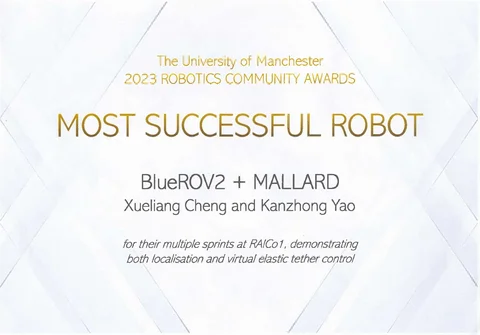 The University of Manchester
2023 ROBOTICS COMMUNITY AWARDS
MOST SUCCESSFUL ROBOT
BlueROV2 + MALLARD
Xueliang Cheng and Kanzhong Yao
for their multiple sprints at RAICo1, demonstrating
both localisation and virtual elastic tether control